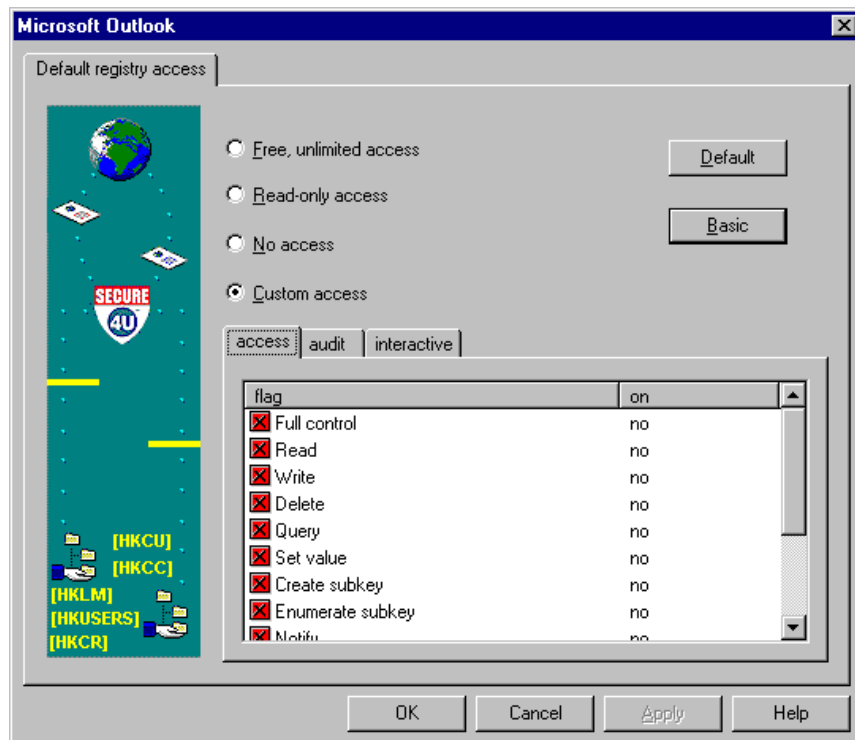 Microsoft Outlook
Default registry access
Free, unlimited access
Default
Read-only access
Basic
No access
SECURE
4U
Custom access
access audit interactive
flag on
Full control no
Read no
Write no
Delete no
Query no
Set value no
Create subkey no
Enumerate subkey no
Notify no
[HKCU]
[HKCC]
[HKLM]
[HKUSERS]
[HKCR]
OK Cancel Apply Help